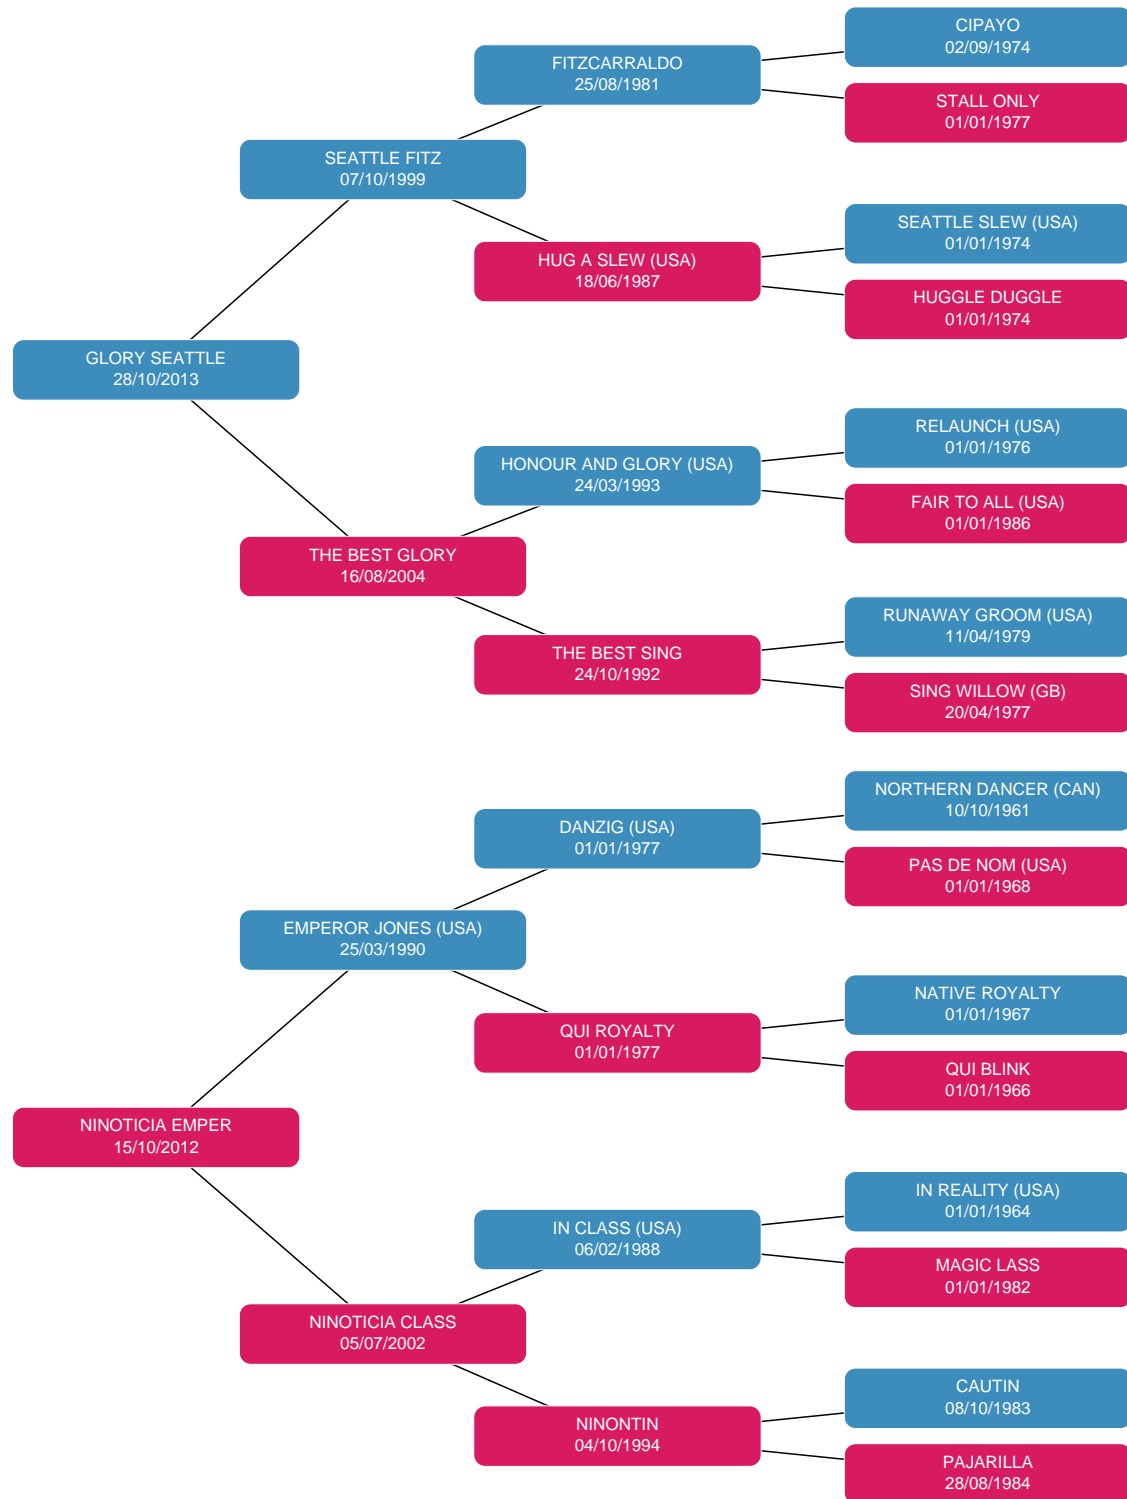 CIPAYO
02/09/1974
FITZCARRALDO
25/08/1981
STALL ONLY
01/01/1977
SEATTLE FITZ
07/10/1999
SEATTLE SLEW (USA)
01/01/1974
HUG A SLEW (USA)
18/06/1987
HUGGLE DUGGLE
01/01/1974
GLORY SEATTLE
28/10/2013
RELAUNCH (USA)
01/01/1976
HONOUR AND GLORY (USA)
24/03/1993
FAIR TO ALL (USA)
01/01/1986
THE BEST GLORY
16/08/2004
RUNAWAY GROOM (USA)
11/04/1979
THE BEST SING
24/10/1992
SING WILLOW (GB)
20/04/1977
NORTHERN DANCER (CAN)
10/10/1961
DANZIG (USA)
01/01/1977
PAS DE NOM (USA)
01/01/1968
EMPEROR JONES (USA)
25/03/1990
NATIVE ROYALTY
01/01/1967
QUI ROYALTY
01/01/1977
QUI BLINK
01/01/1966
NINOTICIA EMPER
15/10/2012
IN REALITY (USA)
01/01/1964
IN CLASS (USA)
06/02/1988
MAGIC LASS
01/01/1982
NINOTICIA CLASS
05/07/2002
CAUTIN
08/10/1983
NINONTIN
04/10/1994
PAJARILLA
28/08/1984